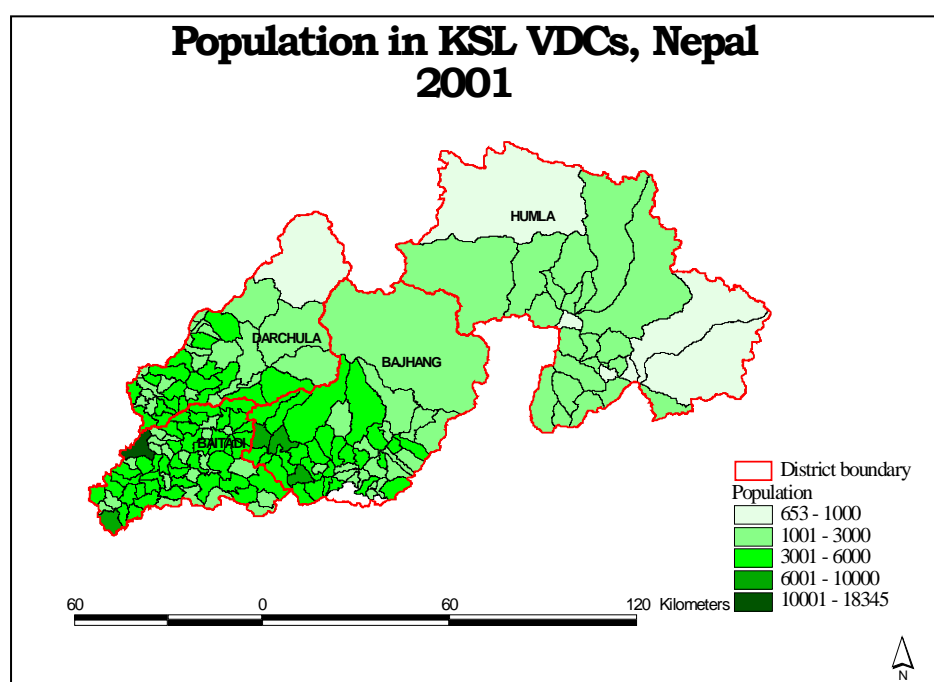 Population in KSL VDCs, Nepal
2001
HUMLA
DARCHULA
BAJHANG
BAITADI
District boundary
Population
653 - 1000
1001 - 3000
3001 - 6000
6001 - 10000
10001 - 18345
60 0 60 120 Kilometers
N